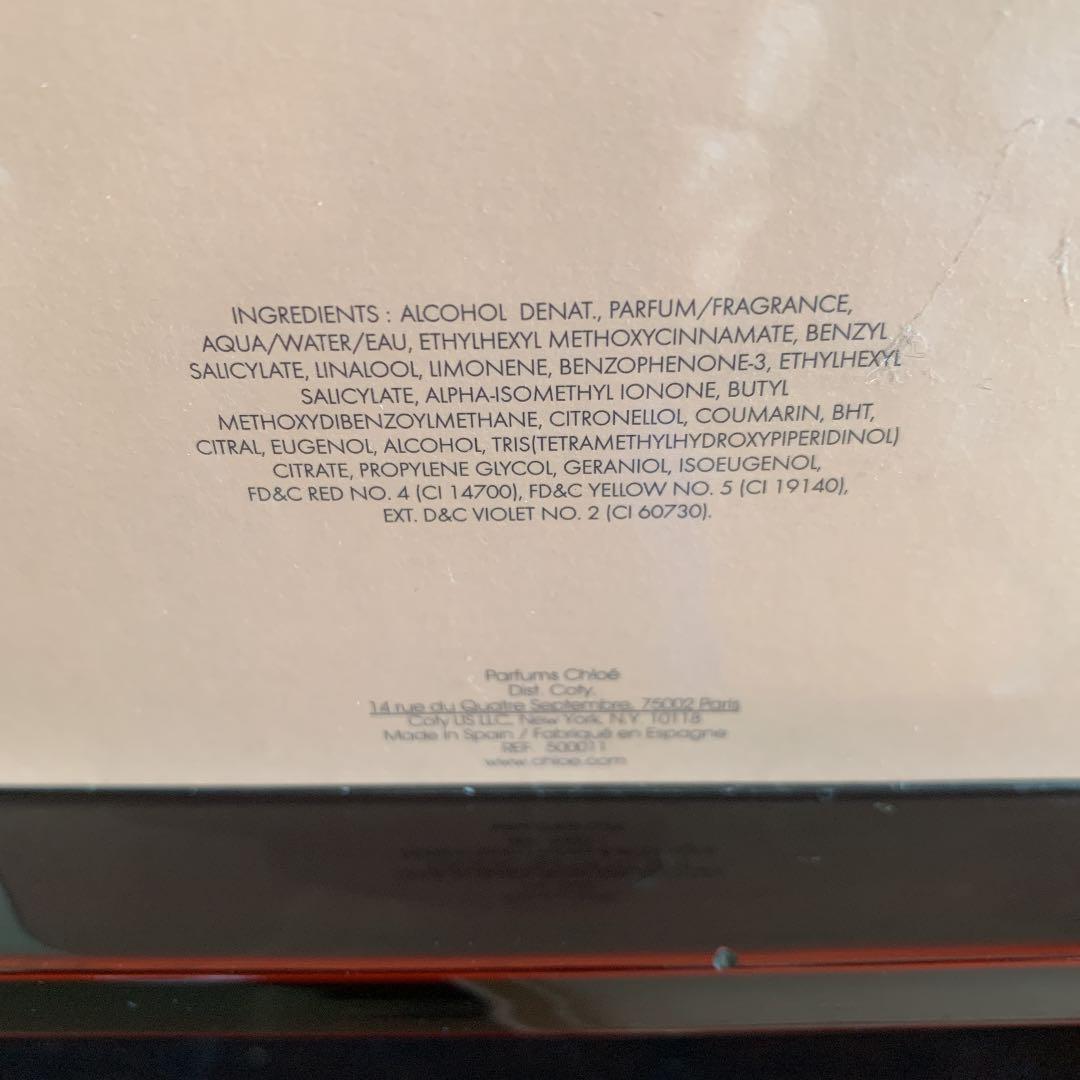 INGREDIENTS : ALCOHOL DENAT., PARFUM/FRAGRANCE,
AQUA/WATER/EAU, ETHYLHEXYL METHOXYCINNAMATE, BENZYL
SALICYLATE, LINALOOL, LIMONENE, BENZOPHENONE-3, ETHYLHEXYL
SALICYLATE, ALPHA-ISOMETHYL IONONE, BUTYL
METHOXYDIBENZOYLMETHANE, CITRONELLOL, COUMARIN, BHT,
CITRAL, EUGENOL, ALCOHOL, TRIS(TETRAMETHYLHYDROXYPIPERIDINOL)
CITRATE, PROPYLENE GLYCOL, GERANIOL, ISOEUGENOL,
FD&C RED NO. 4 (CI 14700), FD&C YELLOW NO. 5 (CI 19140),
EXT. D&C VIOLET NO. 2 (CI 60730).
Parfums Chloé
Dist. Coty.
14 rue du Quatre Septembre, 75002 Paris
Coty US LLC. New York, N.Y. 10118
Made in Spain / Fabriqué en Espagne
REF. 500011
www.chloe.com